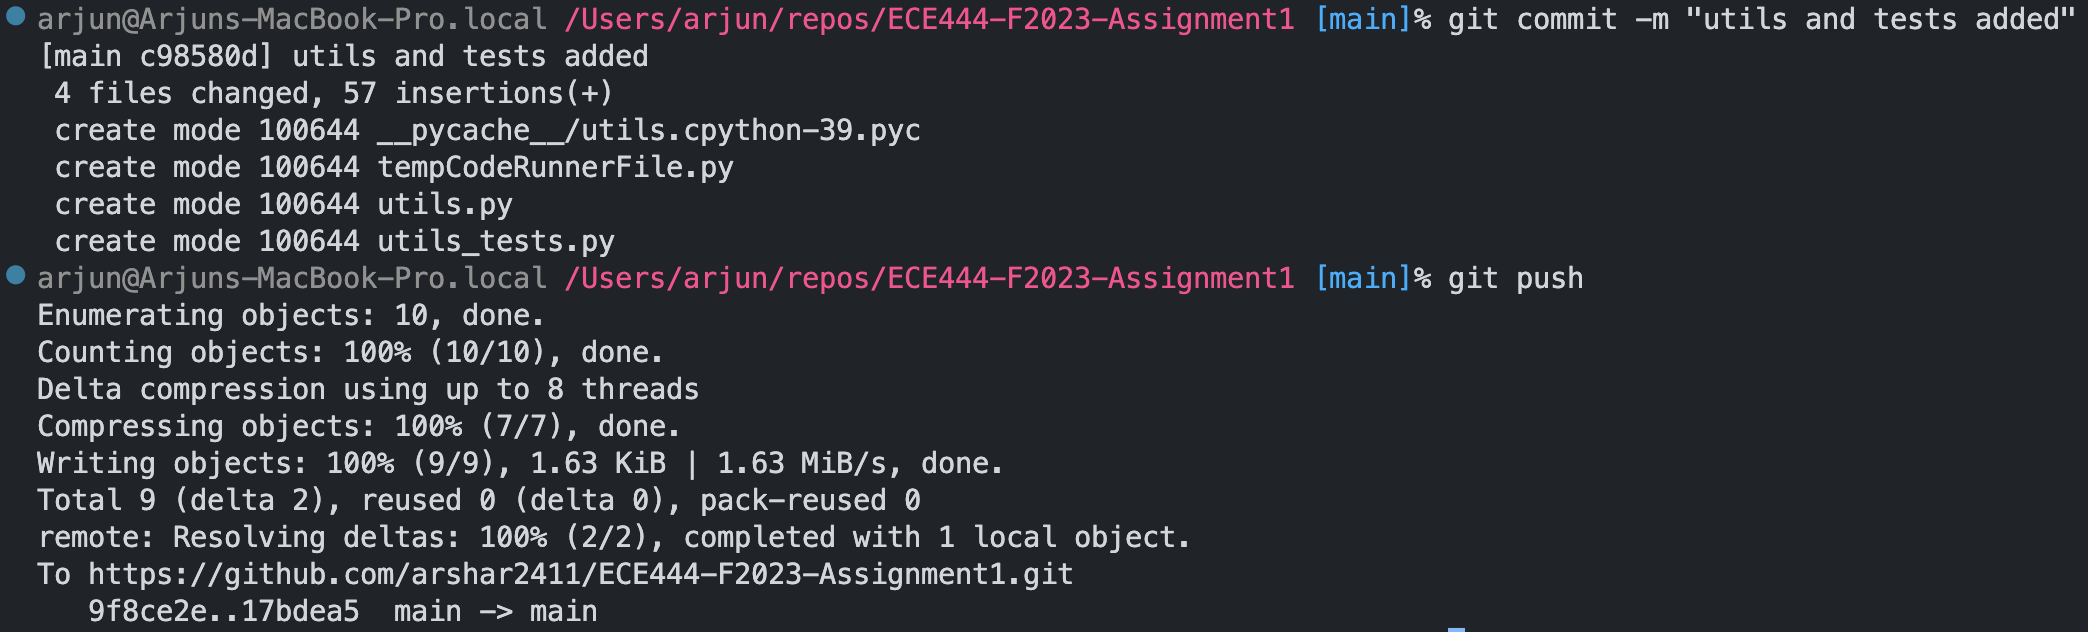 arjun@Arjuns-MacBook-Pro.local /Users/arjun/repos/ECE444-F2023-Assignment1 [main]% git commit -m "utils and tests added"
[main c98580d] utils and tests added
 4 files changed, 57 insertions(+)
 create mode 100644 __pycache__/utils.cpython-39.pyc
 create mode 100644 tempCodeRunnerFile.py
 create mode 100644 utils.py
 create mode 100644 utils_tests.py
arjun@Arjuns-MacBook-Pro.local /Users/arjun/repos/ECE444-F2023-Assignment1 [main]% git push
Enumerating objects: 10, done.
Counting objects: 100% (10/10), done.
Delta compression using up to 8 threads
Compressing objects: 100% (7/7), done.
Writing objects: 100% (9/9), 1.63 KiB | 1.63 MiB/s, done.
Total 9 (delta 2), reused 0 (delta 0), pack-reused 0
remote: Resolving deltas: 100% (2/2), completed with 1 local object.
To https://github.com/arshar2411/ECE444-F2023-Assignment1.git
   9f8ce2e..17bdea5  main -> main